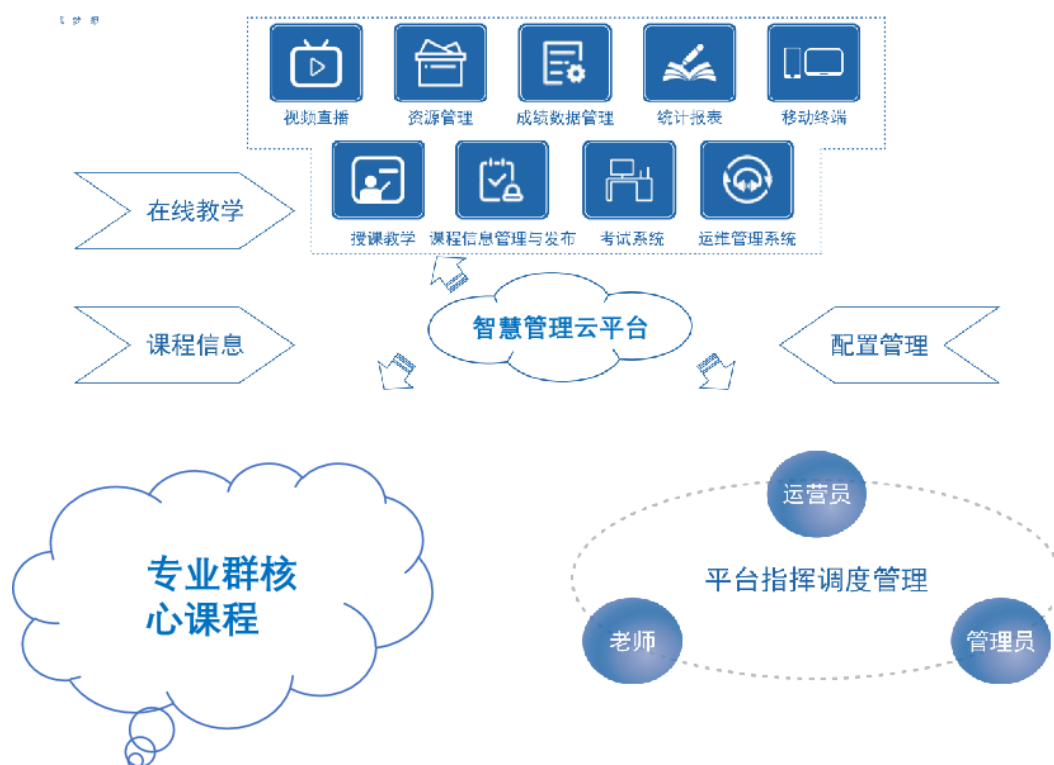 视频直播 资源管理 成绩数据管理 统计报表 移动终端
授课教学 课程信息管理与发布 考试系统 运维管理系统
在线教学
智慧管理云平台
课程信息
配置管理
运营员
专业群核
心课程
平台指挥调度管理
老师
管理员